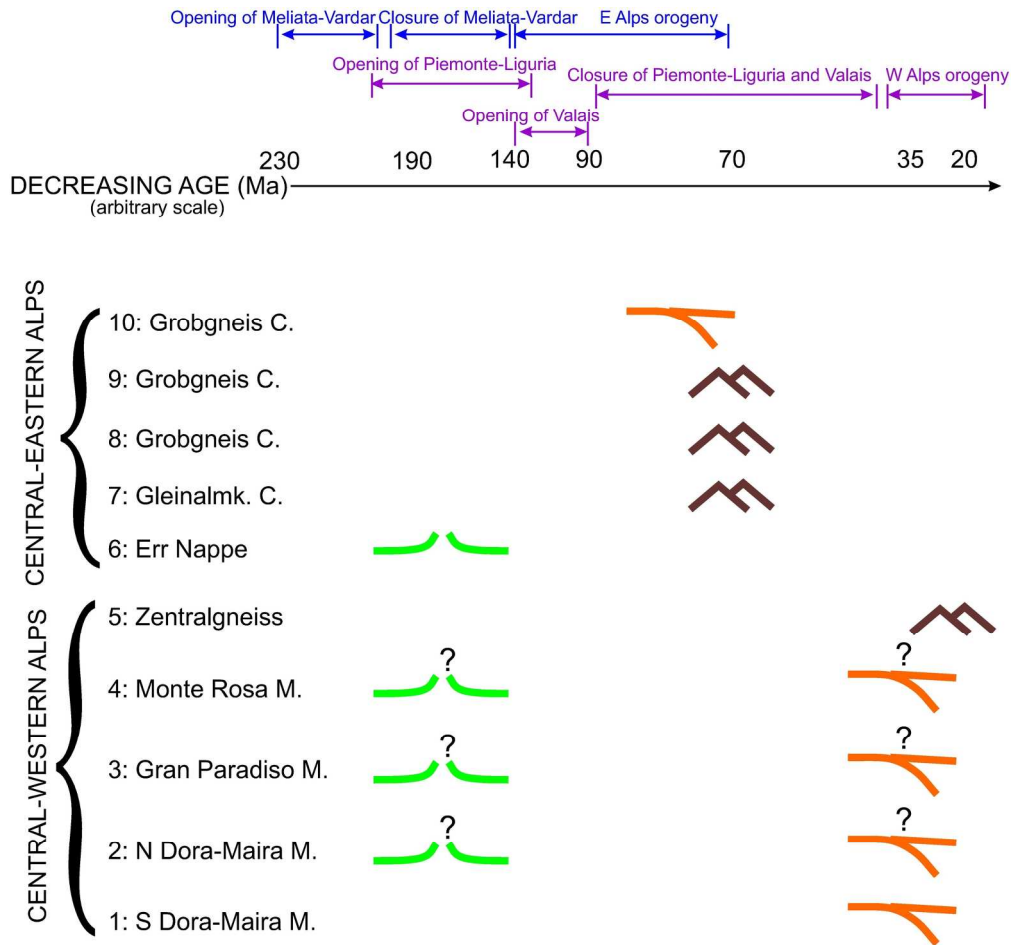 Opening of Meliata-Vardar Closure of Meliata-Vardar E Alps orogeny
Opening of Piemonte-Liguria
Closure of Piemonte-Liguria and Valais W Alps orogeny
Opening of Valais
230 190 140 90 70 35 20
DECREASING AGE (Ma)
(arbitrary scale)
CENTRAL-EASTERN ALPS
10: Grobgneis C.
9: Grobgneis C.
8: Grobgneis C.
7: Gleinalmk. C.
6: Err Nappe
CENTRAL-WESTERN ALPS
5: Zentralgneiss
? 
4: Monte Rosa M.
?
? ?
3: Gran Paradiso M.
? ?
2: N Dora-Maira M.
1: S Dora-Maira M.